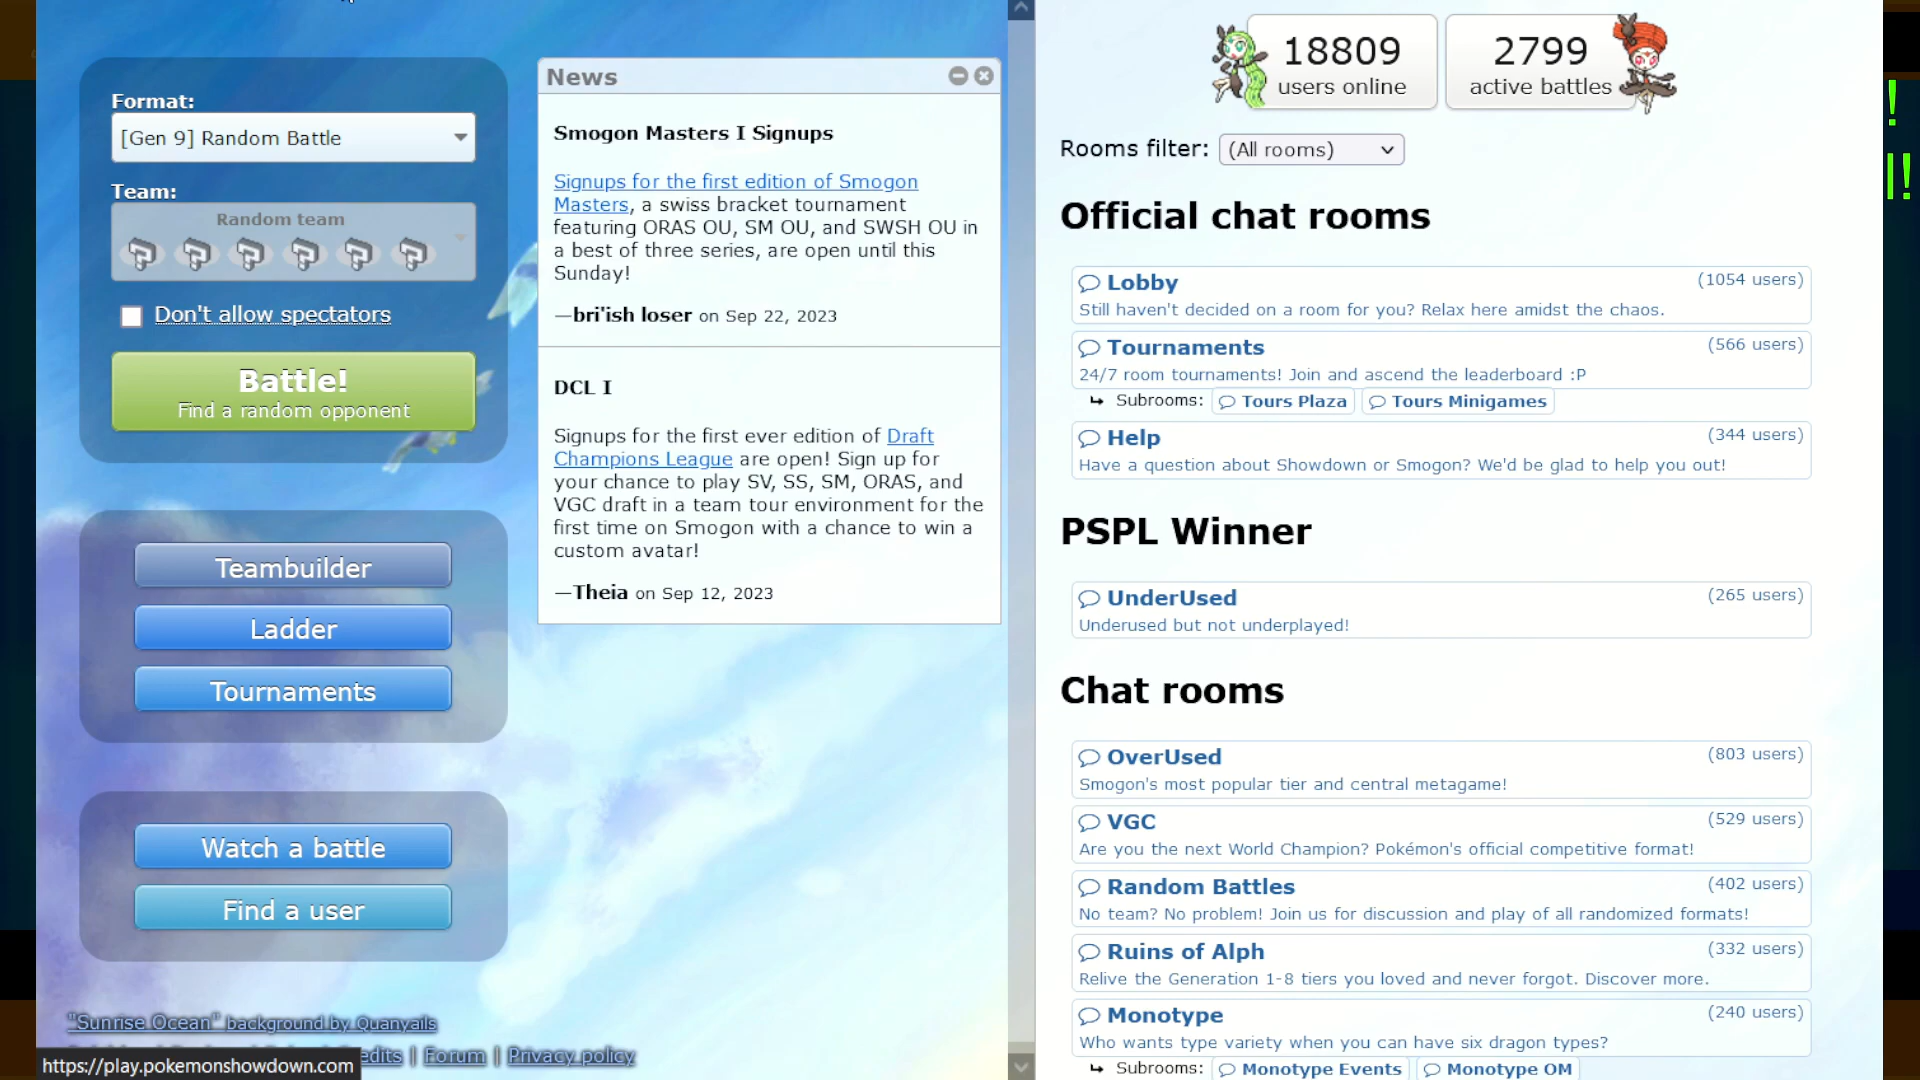 Format:
[Gen 9] Random Battle
Team:
Random team
Don't allow spectators
Battle!
Find a random opponent
Teambuilder
Ladder
Tournaments
Watch a battle
Find a user
"Sunrise Ocean" background by Quanyails
| Forum | Privacy policy
https://play.pokemonshowdown.com
News
Smogon Masters I Signups
Signups for the first edition of Smogon
Masters, a swiss bracket tournament
featuring ORAS OU, SM OU, and SWSH OU in
a best of three series, are open until this
Sunday!
—bri'ish loser on Sep 22, 2023
DCL I
Signups for the first ever edition of Draft
Champions League are open! Sign up for
your chance to play SV, SS, SM, ORAS, and
VGC draft in a team tour environment for the
first time on Smogon with a chance to win a
custom avatar!
—Theia on Sep 12, 2023
18809
users online
2799
active battles
Rooms filter: (All rooms)
Official chat rooms
Lobby (1054 users)
Still haven't decided on a room for you? Relax here amidst the chaos.
Tournaments (566 users)
24/7 room tournaments! Join and ascend the leaderboard :P
Subrooms: Tours Plaza Tours Minigames
Help (344 users)
Have a question about Showdown or Smogon? We'd be glad to help you out!
PSPL Winner
UnderUsed (265 users)
Underused but not underplayed!
Chat rooms
OverUsed (803 users)
Smogon's most popular tier and central metagame!
VGC (529 users)
Are you the next World Champion? Pokémon's official competitive format!
Random Battles (402 users)
No team? No problem! Join us for discussion and play of all randomized formats!
Ruins of Alph (332 users)
Relive the Generation 1-8 tiers you loved and never forgot. Discover more.
Monotype (240 users)
Who wants type variety when you can have six dragon types?
Subrooms: Monotype Events Monotype OM